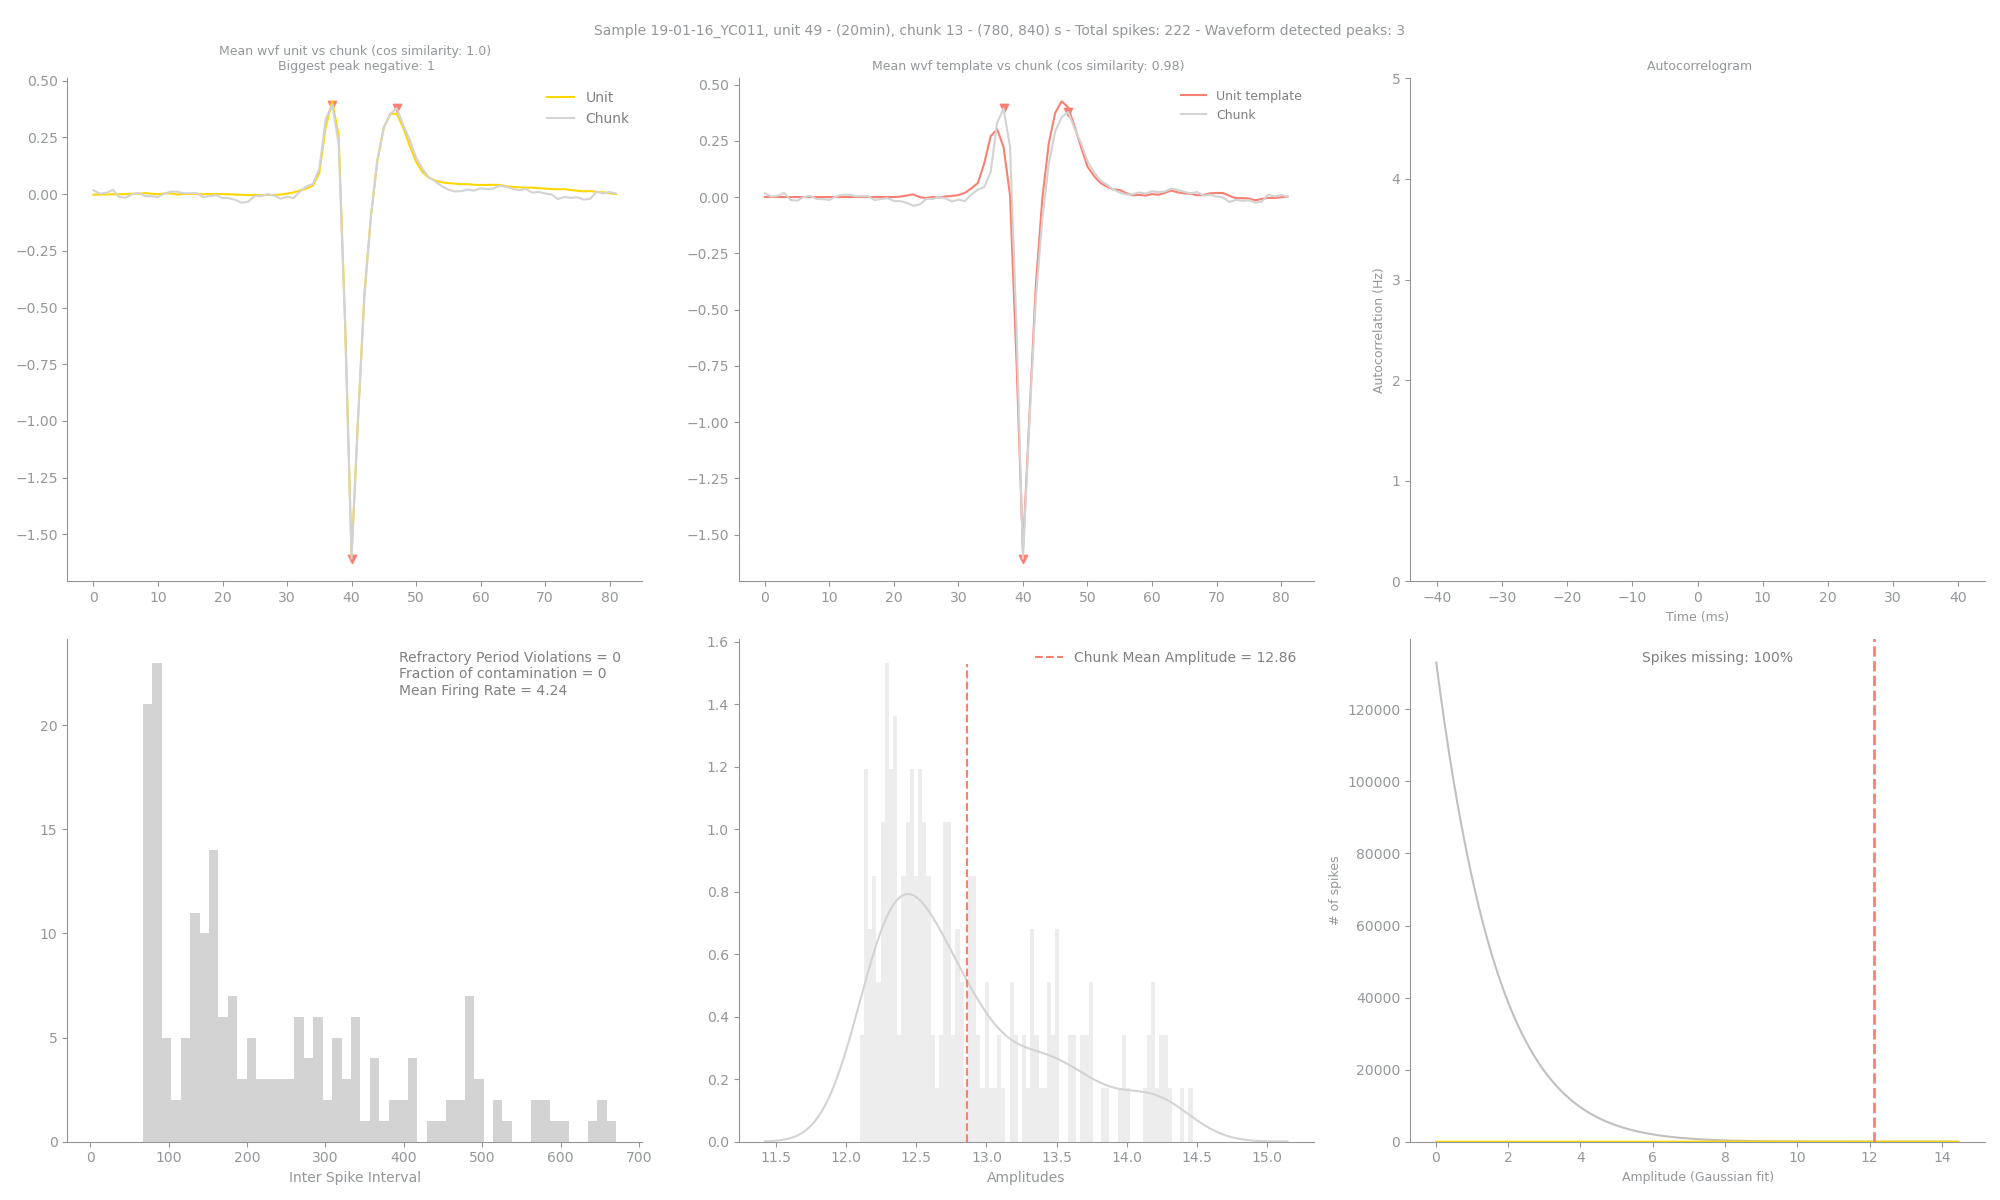 Sample 19-01-16_YC011, unit 49 - (20min), chunk 13 - (780, 840) s - Total spikes: 222 - Waveform detected peaks: 3
Mean wvf unit vs chunk (cos similarity: 1.0)
Biggest peak negative: 1
0.50
0.25
0.00
−0.25
−0.50
−0.75
−1.00
−1.25
−1.50
0 10 20 30 40 50 60 70 80
Unit
Chunk
Mean wvf template vs chunk (cos similarity: 0.98)
0.50
0.25
0.00
−0.25
−0.50
−0.75
−1.00
−1.25
−1.50
0 10 20 30 40 50 60 70 80
Unit template
Chunk
Autocorrelogram
Autocorrelation (Hz)
5
4
3
2
1
0
−40 −30 −20 −10 0 10 20 30 40
Time (ms)
Refractory Period Violations = 0
Fraction of contamination = 0
Mean Firing Rate = 4.24
20
15
10
5
0
0 100 200 300 400 500 600 700
Inter Spike Interval
Chunk Mean Amplitude = 12.86
1.6
1.4
1.2
1.0
0.8
0.6
0.4
0.2
0.0
11.5 12.0 12.5 13.0 13.5 14.0 14.5 15.0
Amplitudes
Spikes missing: 100%
# of spikes
120000
100000
80000
60000
40000
20000
0
0 2 4 6 8 10 12 14
Amplitude (Gaussian fit)